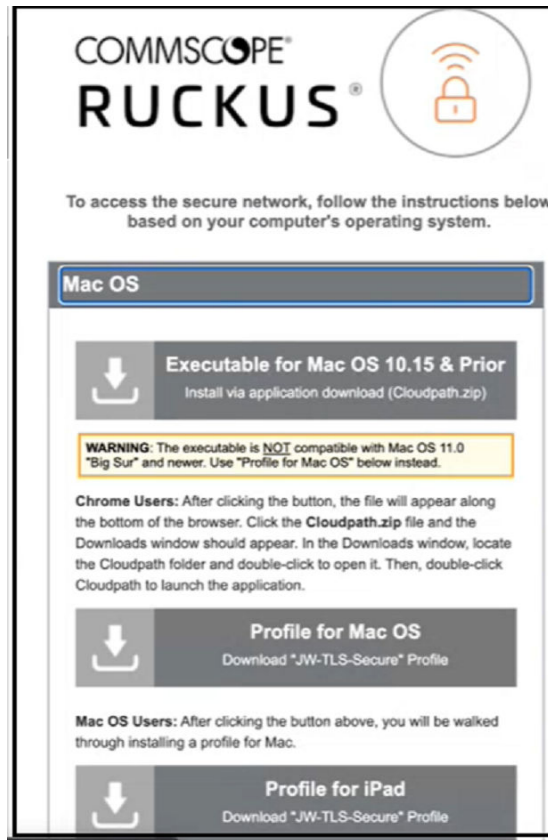 COMMSCOPE®
RUCKUS®
To access the secure network, follow the instructions below
based on your computer's operating system.
Mac OS
Executable for Mac OS 10.15 & Prior
Install via application download (Cloudpath.zip)
WARNING: The executable is NOT compatible with Mac OS 11.0
"Big Sur" and newer. Use "Profile for Mac OS" below instead.
Chrome Users: After clicking the button, the file will appear along
the bottom of the browser. Click the Cloudpath.zip file and the
Downloads window should appear. In the Downloads window, locate
the Cloudpath folder and double-click to open it. Then, double-click
Cloudpath to launch the application.
Profile for Mac OS
Download "JW-TLS-Secure" Profile
Mac OS Users: After clicking the button above, you will be walked
through installing a profile for Mac.
Profile for iPad
Download "JW-TLS-Secure" Profile